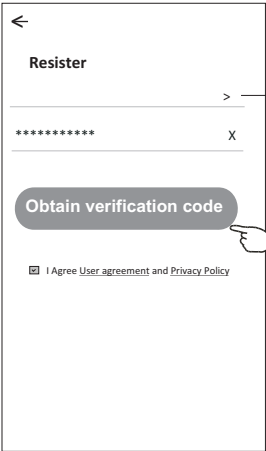 Resister
>
*********** X
Obtain verification code
I Agree User agreement and Privacy Policy